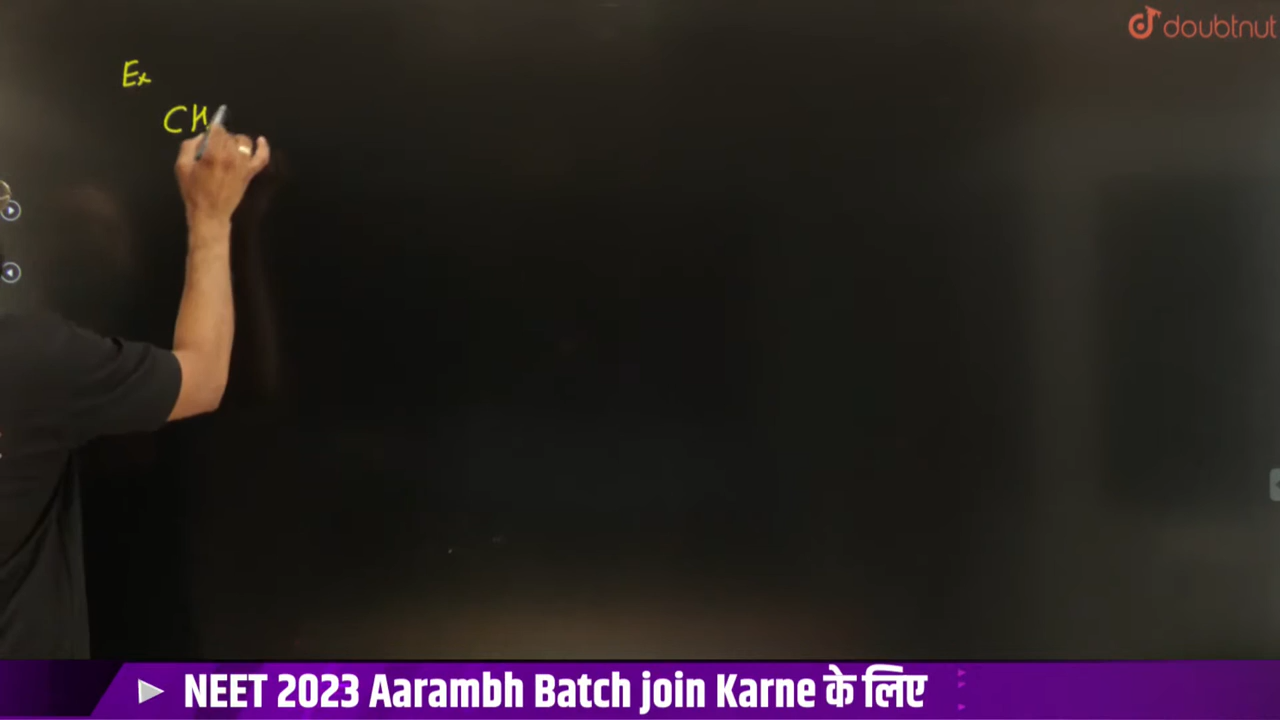 doubtnut
Ex
CH
NEET 2023 Aarambh Batch join Karne के लिए